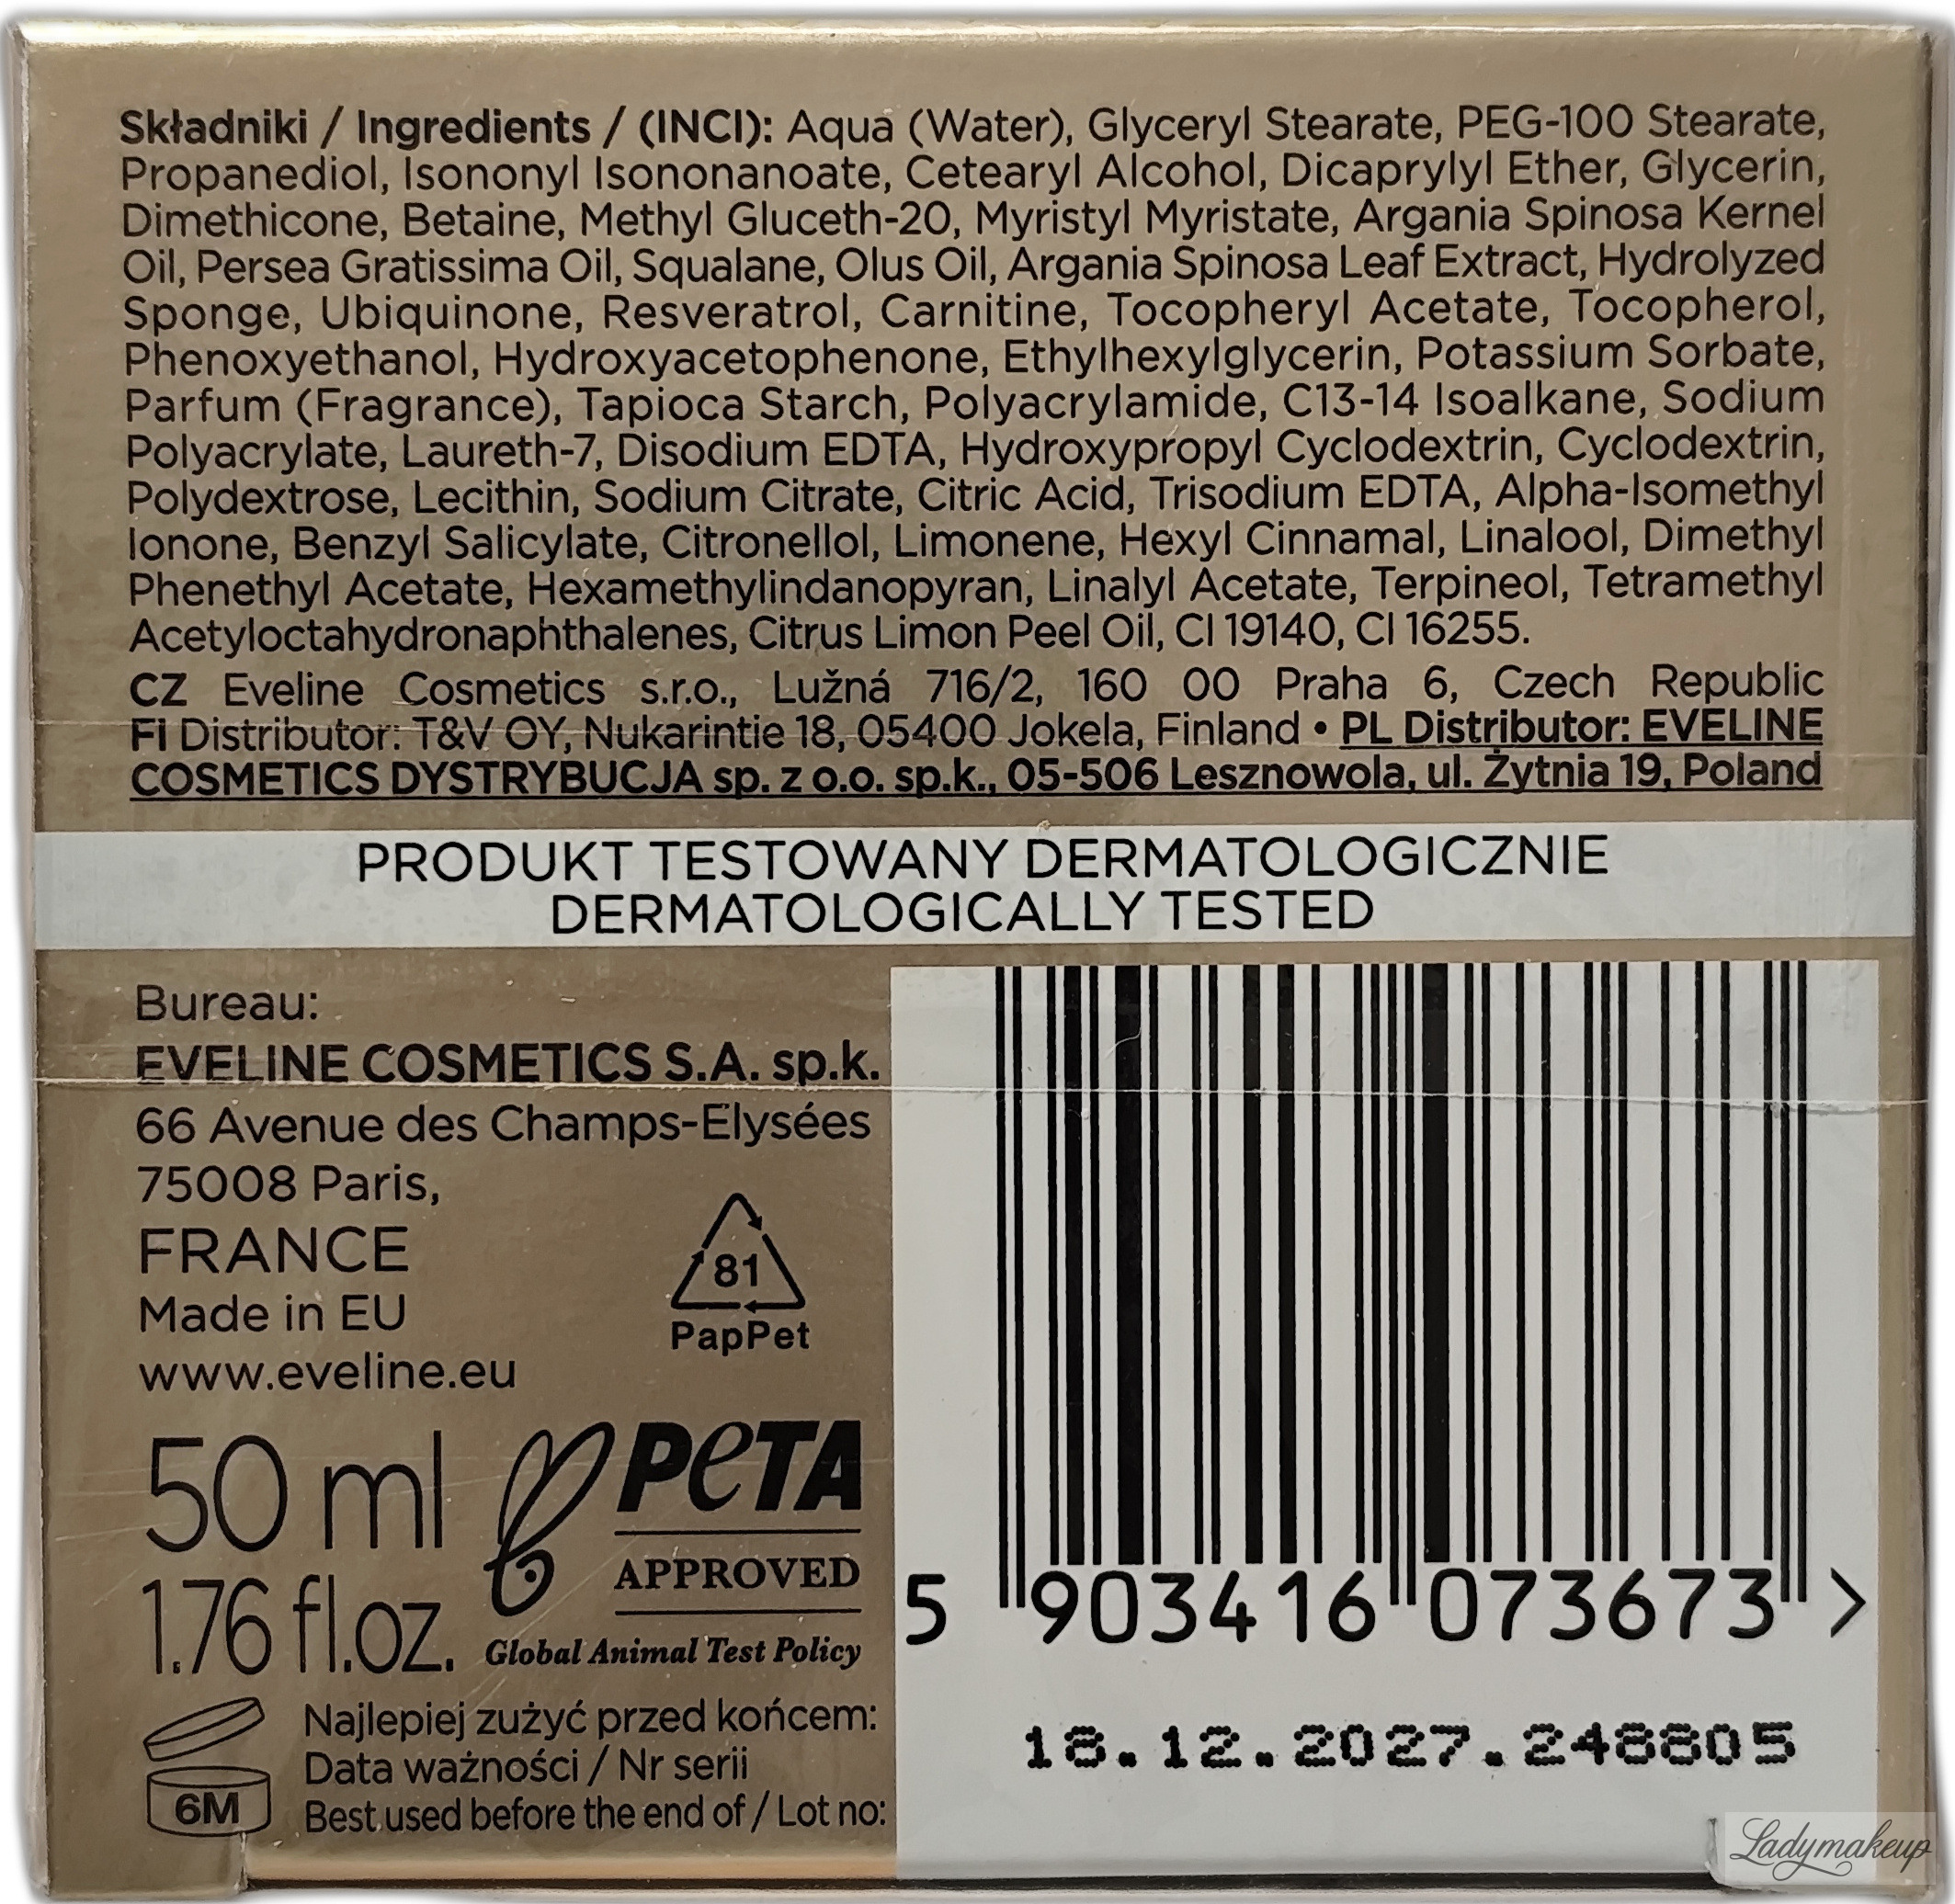 Składniki / Ingredients / (INCI): Aqua (Water), Glyceryl Stearate, PEG-100 Stearate,
Propanediol, Isononyl Isononanoate, Cetearyl Alcohol, Dicaprylyl Ether, Glycerin,
Dimethicone, Betaine, Methyl Gluceth-20, Myristyl Myristate, Argania Spinosa Kernel
Oil, Persea Gratissima Oil, Squalane, Olus Oil, Argania Spinosa Leaf Extract, Hydrolyzed
Sponge, Ubiquinone, Resveratrol, Carnitine, Tocopheryl Acetate, Tocopherol,
Phenoxyethanol, Hydroxyacetophenone, Ethylhexylglycerin, Potassium Sorbate,
Parfum (Fragrance), Tapioca Starch, Polyacrylamide, C13-14 Isoalkane, Sodium
Polyacrylate, Laureth-7, Disodium EDTA, Hydroxypropyl Cyclodextrin, Cyclodextrin,
Polydextrose, Lecithin, Sodium Citrate, Citric Acid, Trisodium EDTA, Alpha-Isomethyl
Ionone, Benzyl Salicylate, Citronellol, Limonene, Hexyl Cinnamal, Linalool, Dimethyl
Phenethyl Acetate, Hexamethylindanopyran, Linalyl Acetate, Terpineol, Tetramethyl
Acetyloctahydronaphthalenes, Citrus Limon Peel Oil, CI 19140, CI 16255.
CZ Eveline Cosmetics s.r.o., Lužná 716/2, 160 00 Praha 6, Czech Republic
FI Distributor: T&V OY, Nukarintie 18, 05400 Jokela, Finland • PL Distributor: EVELINE
COSMETICS DYSTRYBUCJA sp. z o.o. sp.k., 05-506 Lesznowola, ul. Żytnia 19, Poland
PRODUKT TESTOWANY DERMATOLOGICZNIE
DERMATOLOGICALLY TESTED
Bureau:
EVELINE COSMETICS S.A. sp.k.
66 Avenue des Champs-Elysées
75008 Paris,
FRANCE
Made in EU
www.eveline.eu
81
PapPet
50 ml
1.76 fl.oz.
PETA
APPROVED
Global Animal Test Policy
6M
Najlepiej zużyć przed końcem:
Data ważności / Nr serii
Best used before the end of / Lot no:
5 903416 073673 >
18.12.2027.248805
Ladymakeup